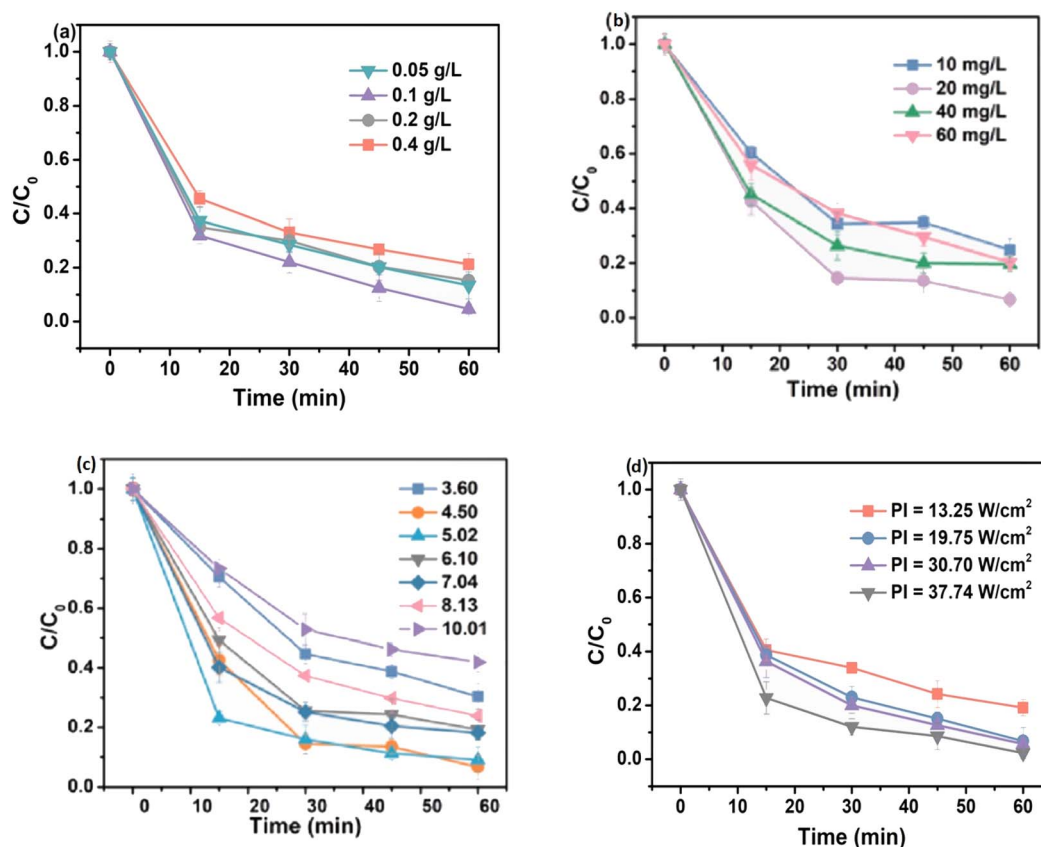 (a)
0.05 g/L
0.1 g/L
0.2 g/L
0.4 g/L
C/C₀
1.0
0.8
0.6
0.4
0.2
0.0
0 10 20 30 40 50 60
Time (min)
(b)
10 mg/L
20 mg/L
40 mg/L
60 mg/L
C/C₀
1.0
0.8
0.6
0.4
0.2
0.0
0 10 20 30 40 50 60
Time (min)
(c)
3.60
4.50
5.02
6.10
7.04
8.13
10.01
C/C₀
1.0
0.8
0.6
0.4
0.2
0.0
0 10 20 30 40 50 60
Time (min)
(d)
PI = 13.25 W/cm²
PI = 19.75 W/cm²
PI = 30.70 W/cm²
PI = 37.74 W/cm²
C/C₀
1.0
0.8
0.6
0.4
0.2
0.0
0 10 20 30 40 50 60
Time (min)